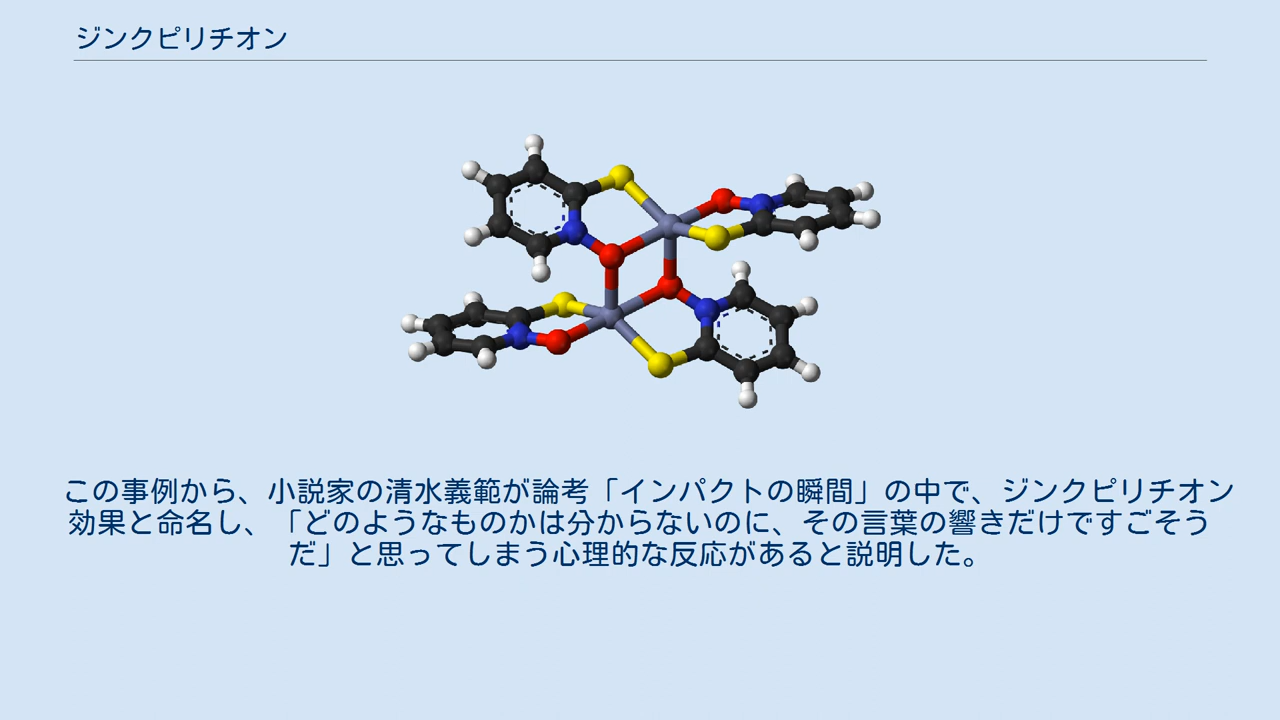 ジンクピリチオン
この事例から、小説家の清水義範が論考「インパクトの瞬間」の中で、ジンクピリチオン
効果と命名し、「どのようなものかは分からないのに、その言葉の響きだけですごそう
だ」と思ってしまう心理的な反応があると説明した。